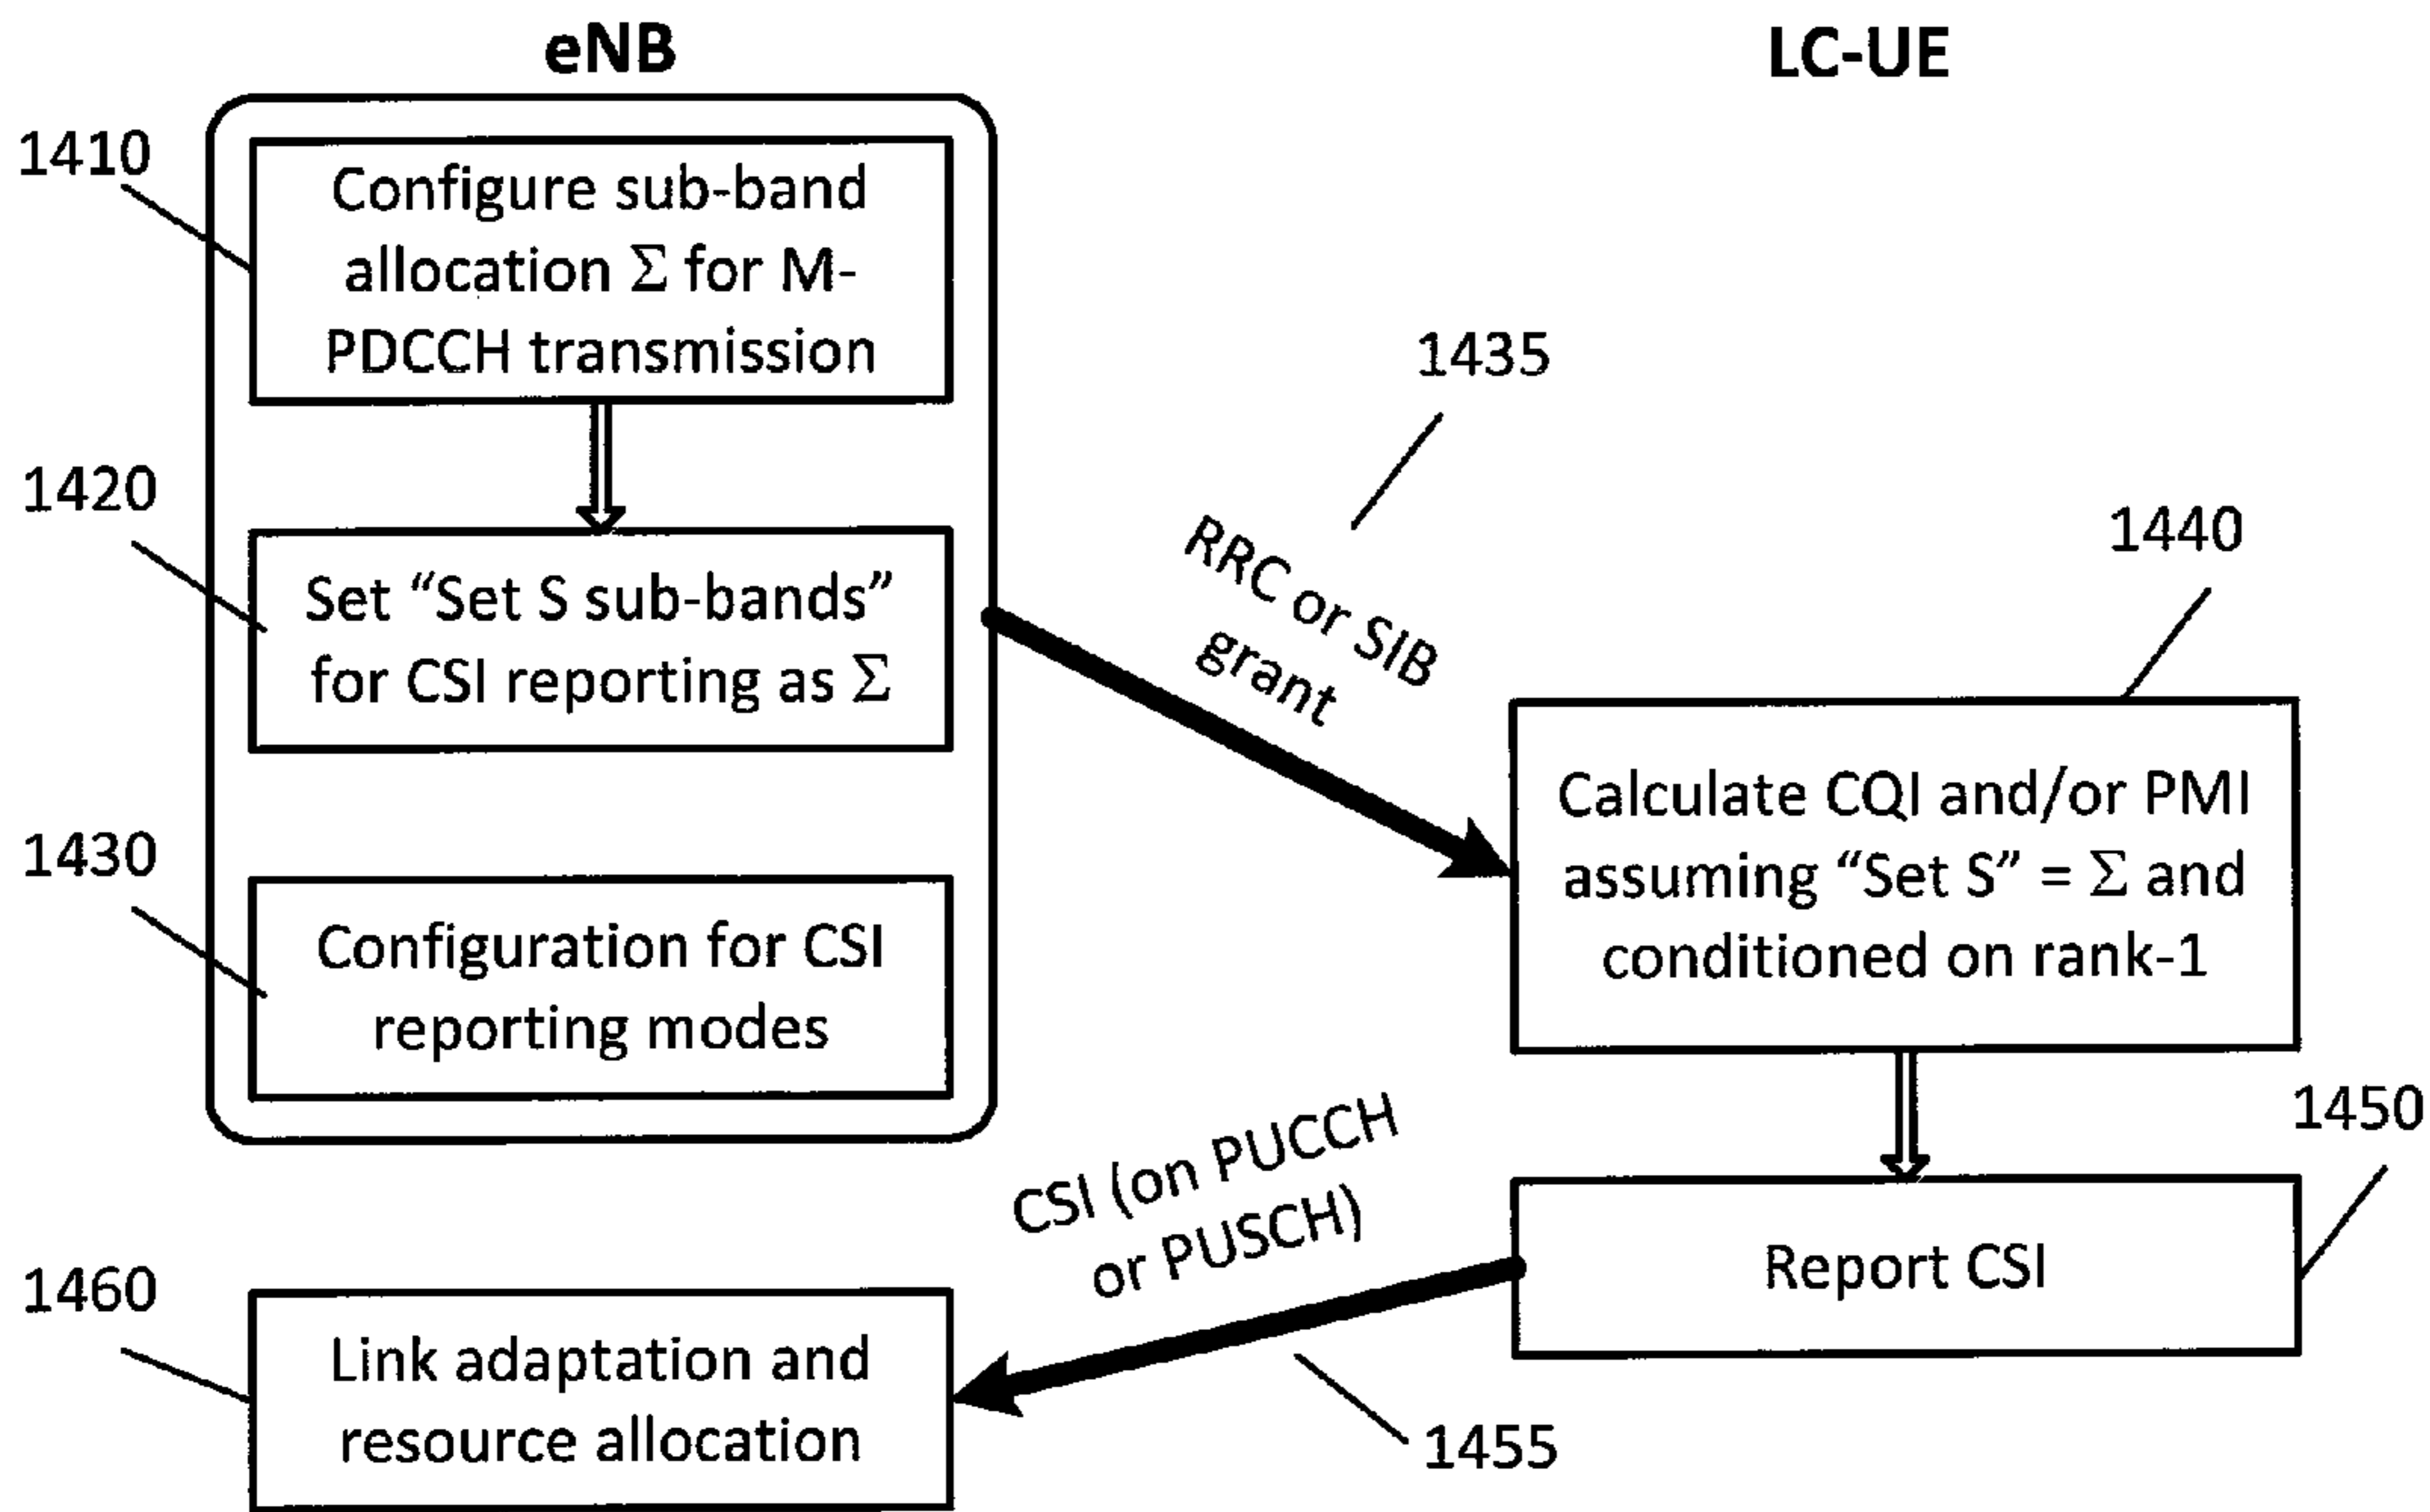 eNB
LC-UE
1410
Configure sub-band
allocation Σ for M-
PDCCH transmission
1420
Set “Set S sub-bands”
for CSI reporting as Σ
1430
Configuration for CSI
reporting modes
1435
RRC or SIB
grant
1440
Calculate CQI and/or PMI
assuming “Set S” = Σ and
conditioned on rank-1
1450
Report CSI
CSI (on PUCCH
or PUSCH)
1455
1460
Link adaptation and
resource allocation